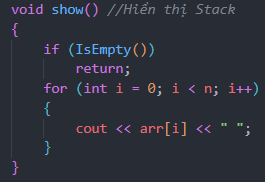 void show() //Hiển thị Stack
{
    if (IsEmpty())
        return;
    for (int i = 0; i < n; i++)
    {
        cout << arr[i] << " ";
    }
}